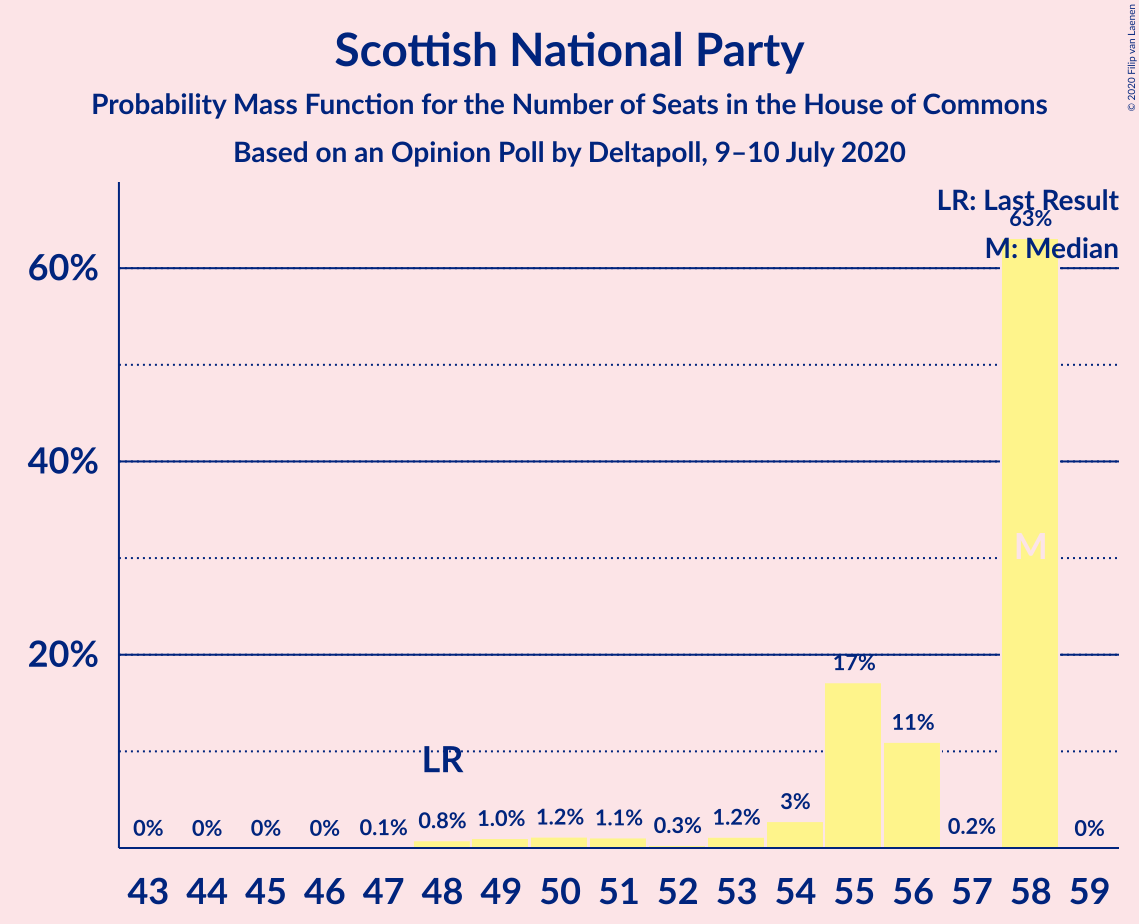 Scottish National Party
Probability Mass Function for the Number of Seats in the House of Commons
Based on an Opinion Poll by Deltapoll, 9–10 July 2020
© 2020 Filip van Laenen
LR: Last Result
63%
M: Median
60%
40%
M
20%
17%
11%
LR
3%
0% 0% 0% 0% 0.1% 0.8% 1.0% 1.2% 1.1% 0.3% 1.2% 0.2% 0%
43 44 45 46 47 48 49 50 51 52 53 54 55 56 57 58 59